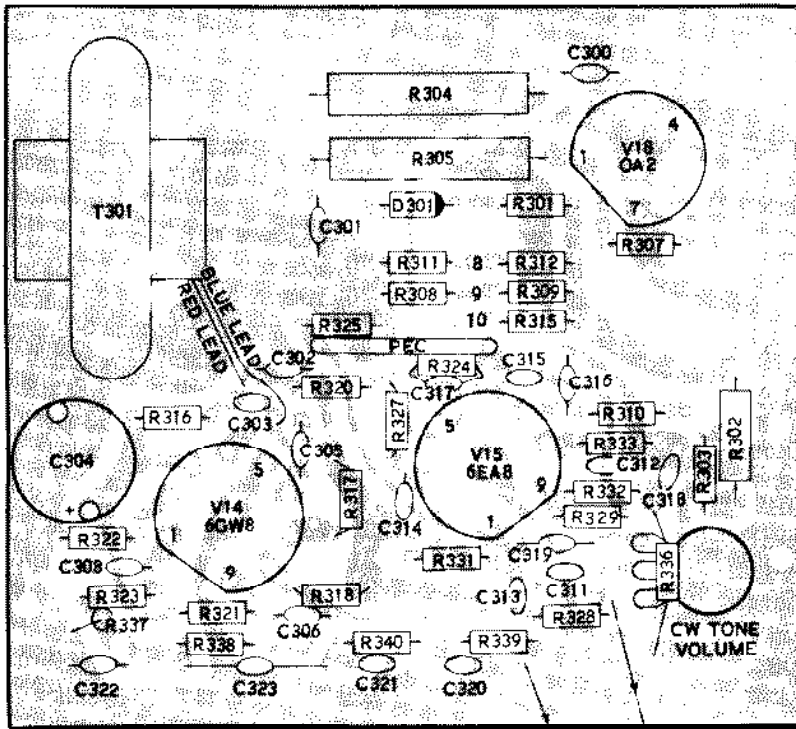 C300
R304
V18
OA2
1
4
7
R305
T301
D301
R301
C301
R307
R311
8
R312
R308
9
R309
BLUE LEAD
RED LEAD
R325
10
R315
PEC
C302
R324
C315
C316
R320
C317
C303
R316
R327
R310
R302
C304
C305
5
5
V15
6EA8
R333
C312
R303
R317
9
R332
C318
V14
6GW8
C314
R329
+
1
1
R322
9
R331
C319
R336
C308
C311
R323
R318
C313
CR337
R321
C306
R328
CW TONE
VOLUME
R338
R340
R339
C322
C323
C321
C320